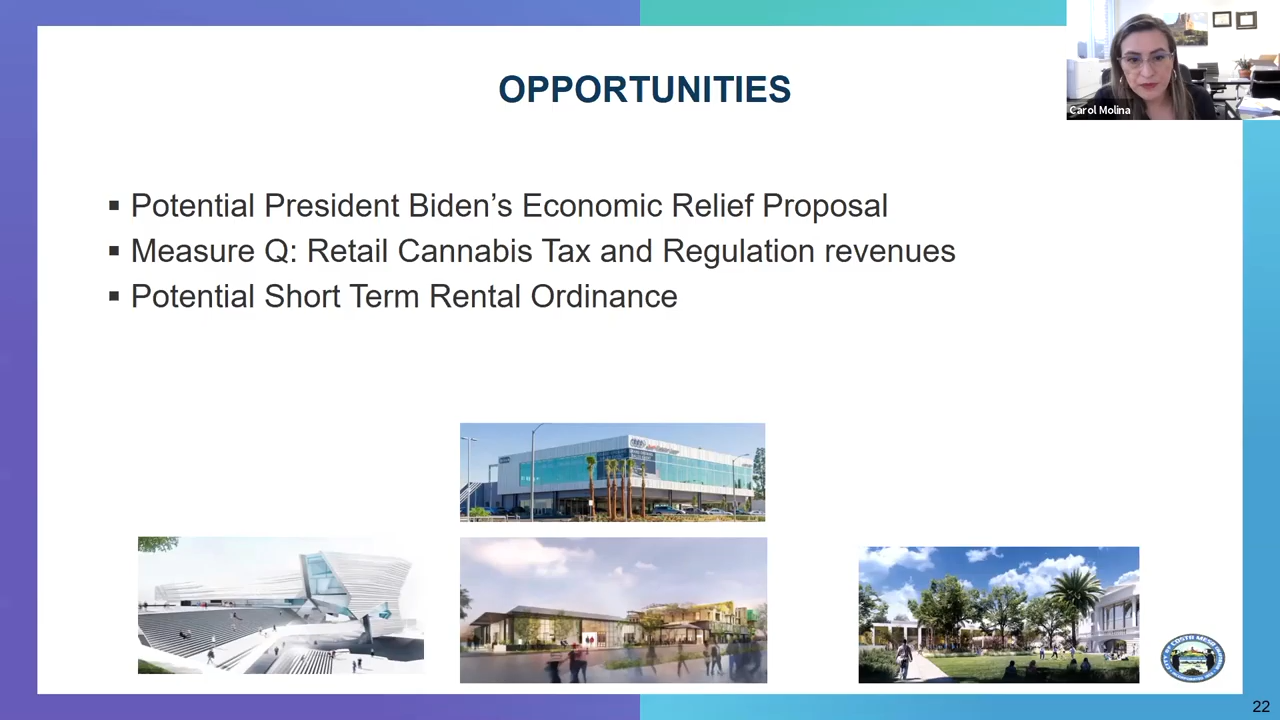 OPPORTUNITIES
Carol Molina
▪ Potential President Biden’s Economic Relief Proposal
▪ Measure Q: Retail Cannabis Tax and Regulation revenues
▪ Potential Short Term Rental Ordinance
22